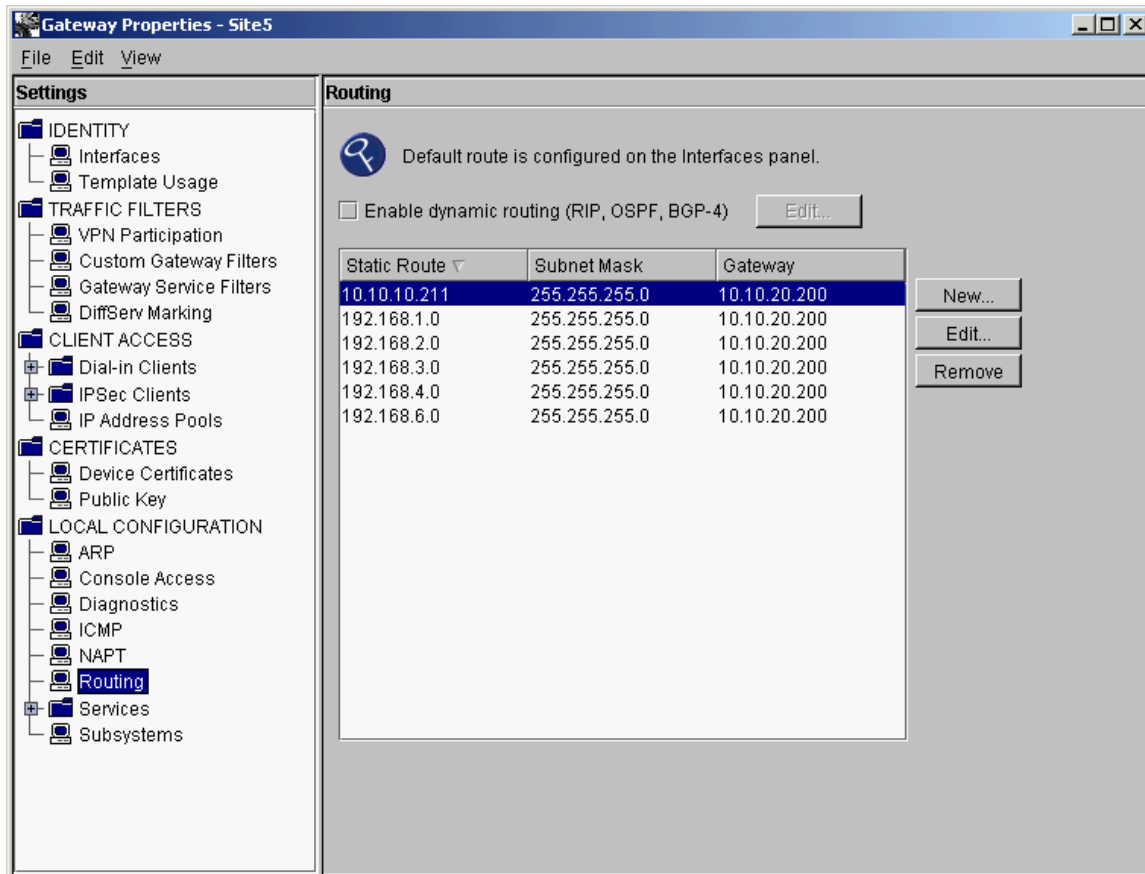 Gateway Properties - Site5
File Edit View
Settings
IDENTITY
Interfaces
Template Usage
TRAFFIC FILTERS
VPN Participation
Custom Gateway Filters
Gateway Service Filters
DiffServ Marking
CLIENT ACCESS
Dial-in Clients
IPSec Clients
IP Address Pools
CERTIFICATES
Device Certificates
Public Key
LOCAL CONFIGURATION
ARP
Console Access
Diagnostics
ICMP
NAPT
Routing
Services
Subsystems
Routing
Default route is configured on the Interfaces panel.
Enable dynamic routing (RIP, OSPF, BGP-4) Edit...
Static Route Subnet Mask Gateway
10.10.10.211 255.255.255.0 10.10.20.200
192.168.1.0 255.255.255.0 10.10.20.200
192.168.2.0 255.255.255.0 10.10.20.200
192.168.3.0 255.255.255.0 10.10.20.200
192.168.4.0 255.255.255.0 10.10.20.200
192.168.6.0 255.255.255.0 10.10.20.200
New...
Edit...
Remove